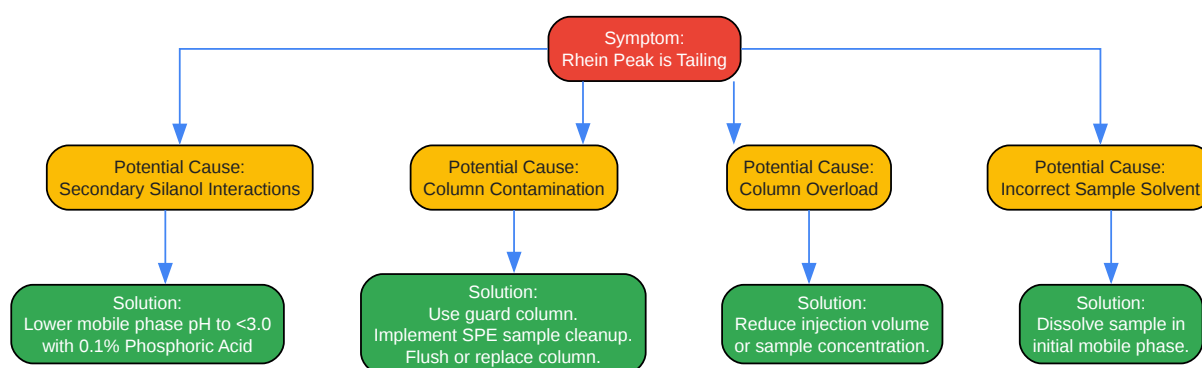 Symptom:
Rhein Peak is Tailing
Potential Cause:
Secondary Silanol Interactions
Potential Cause:
Column Contamination
Potential Cause:
Column Overload
Potential Cause:
Incorrect Sample Solvent
Solution:
Lower mobile phase pH to <3.0
with 0.1% Phosphoric Acid
Solution:
Use guard column.
Implement SPE sample cleanup.
Flush or replace column.
Solution:
Reduce injection volume
or sample concentration.
Solution:
Dissolve sample in
initial mobile phase.